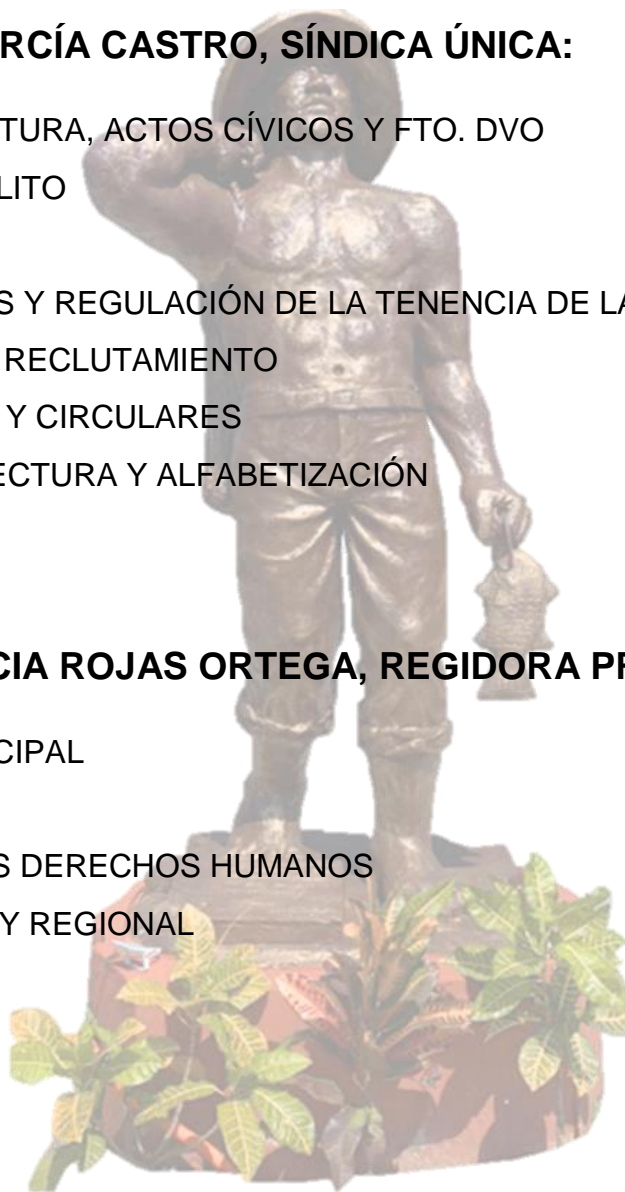 RCÍA CASTRO, SÍNDICA ÚNICA:
TURA, ACTOS CÍVICOS Y FTO. DVO
LITO
S Y REGULACIÓN DE LA TENENCIA DE LA
RECLUTAMIENTO
Y CIRCULARES
ECTURA Y ALFABETIZACIÓN
CIA ROJAS ORTEGA, REGIDORA PR
CIPAL
S DERECHOS HUMANOS
Y REGIONAL